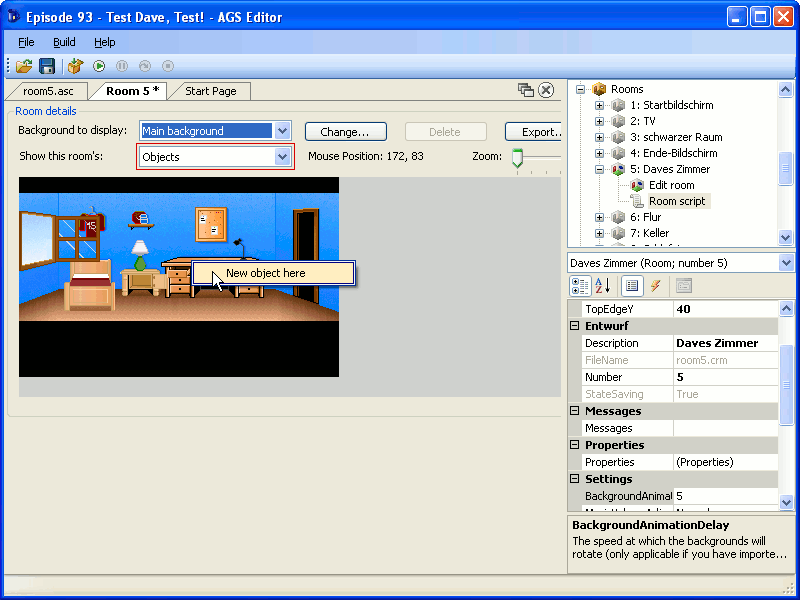 Episode 93 - Test Dave, Test! - AGS Editor
File Build Help
room5.asc Room 5 * Start Page
Room details
Background to display: Main background Change... Delete Export..
Show this room's: Objects Mouse Position: 172, 83 Zoom:
New object here
Rooms
1: Startbildschirm
2: TV
3: schwarzer Raum
4: Ende-Bildschirm
5: Daves Zimmer
Edit room
Room script
6: Flur
7: Keller
Daves Zimmer (Room; number 5)
TopEdgeY 40
Entwurf
Description Daves Zimmer
FileName room5.crm
Number 5
StateSaving True
Messages
Messages
Properties
Properties (Properties)
Settings
BackgroundAnimat 5
BackgroundAnimationDelay
The speed at which the backgrounds will
rotate (only applicable if you have importe...